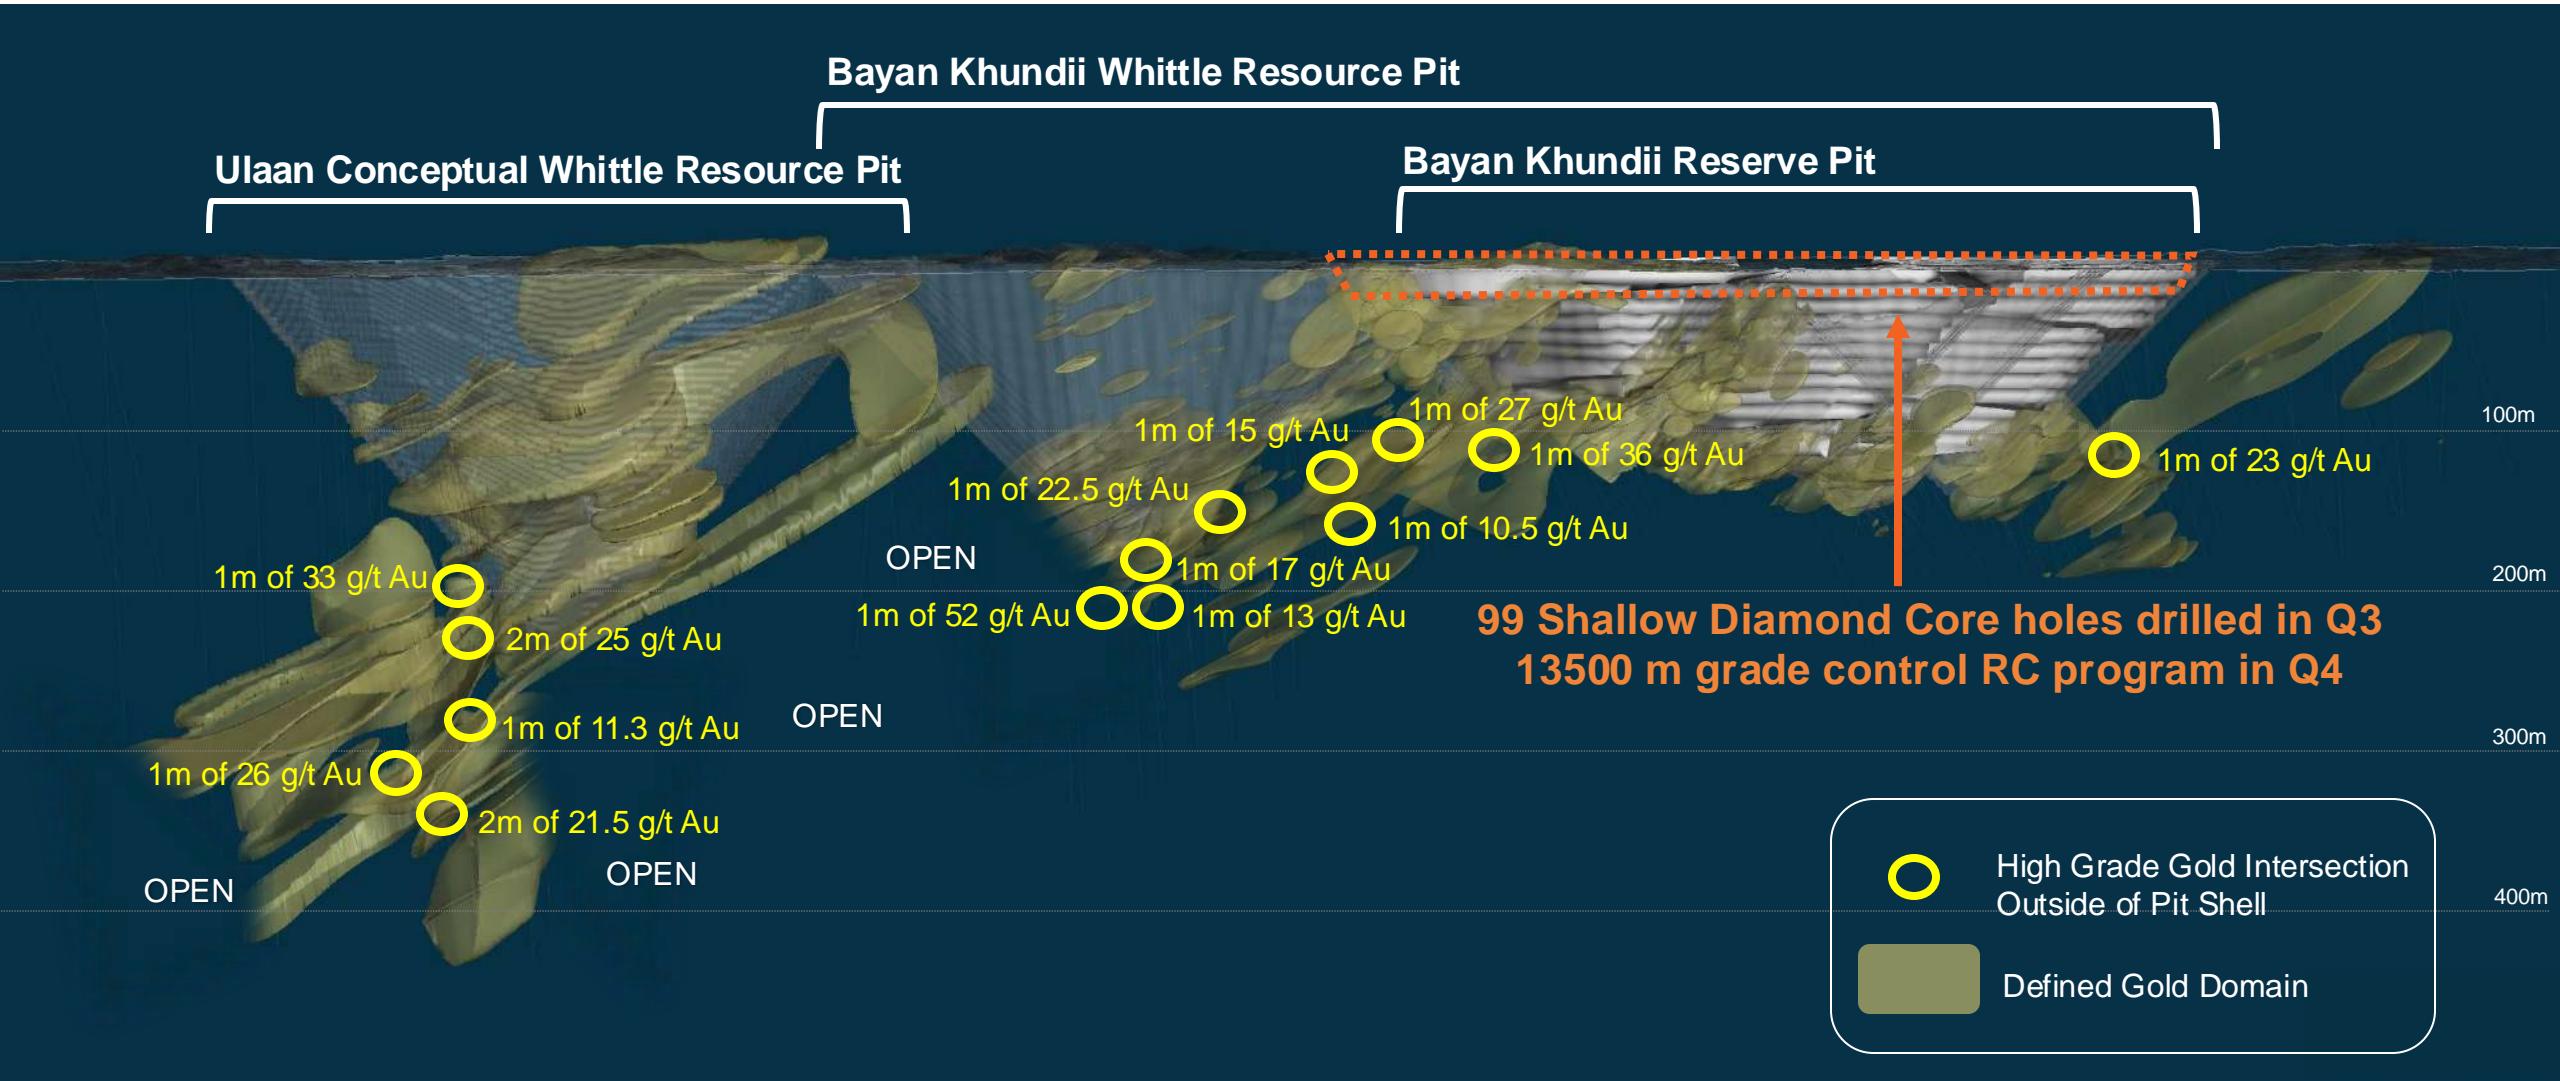 Bayan Khundii Whittle Resource Pit
Ulaan Conceptual Whittle Resource Pit
Bayan Khundii Reserve Pit
1m of 27 g/t Au
100m
1m of 15 g/t Au
1m of 36 g/t Au
1m of 23 g/t Au
1m of 22.5 g/t Au
1m of 10.5 g/t Au
OPEN
1m of 17 g/t Au
200m
1m of 33 g/t Au
1m of 52 g/t Au
1m of 13 g/t Au
99 Shallow Diamond Core holes drilled in Q3
13500 m grade control RC program in Q4
2m of 25 g/t Au
OPEN
1m of 11.3 g/t Au
300m
1m of 26 g/t Au
2m of 21.5 g/t Au
OPEN
OPEN
400m
High Grade Gold Intersection
Outside of Pit Shell
Defined Gold Domain